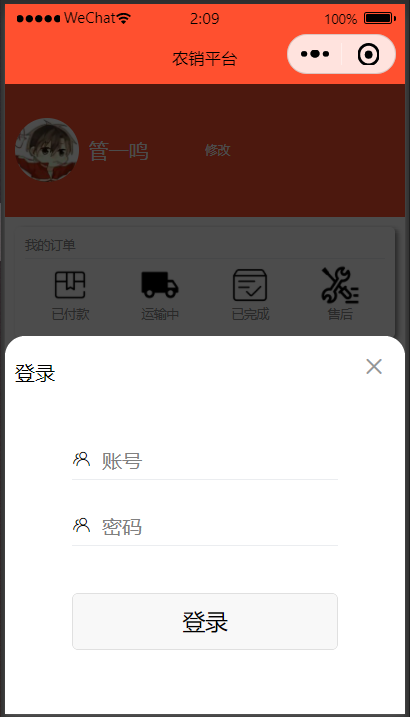 WeChat 2:09 100%
农销平台
管一鸣 修改
我的订单
已付款 运输中 已完成 售后
登录
账号
密码
登录